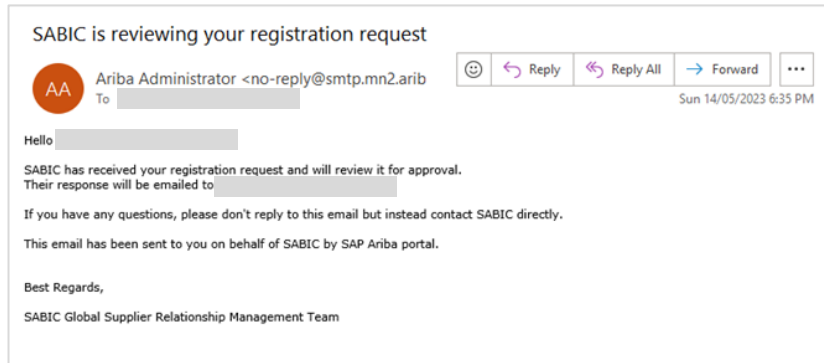 SABIC is reviewing your registration request
AA
Ariba Administrator <no-reply@smtp.mn2.arib
To
Reply
Reply All
Forward
Sun 14/05/2023 6:35 PM
Hello
SABIC has received your registration request and will review it for approval.
Their response will be emailed to
If you have any questions, please don't reply to this email but instead contact SABIC directly.
This email has been sent to you on behalf of SABIC by SAP Ariba portal.
Best Regards,
SABIC Global Supplier Relationship Management Team